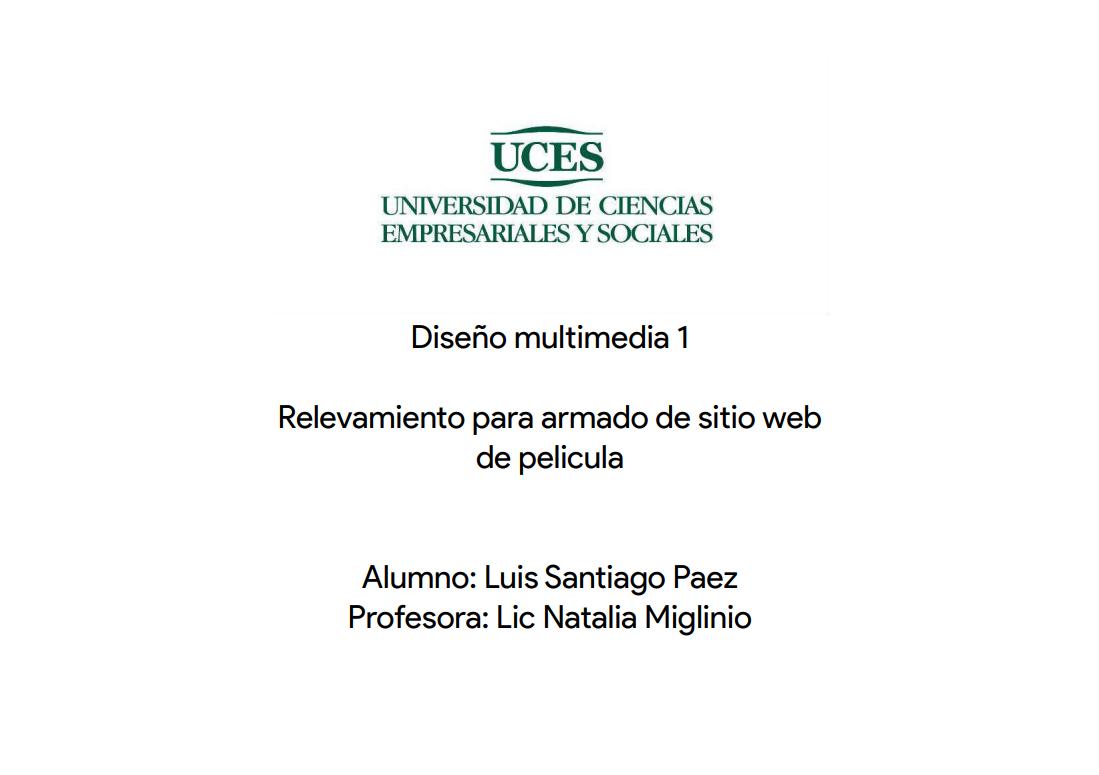 UCES
UNIVERSIDAD DE CIENCIAS
EMPRESARIALES Y SOCIALES
Diseño multimedia 1
Relevamiento para armado de sitio web
de pelicula
Alumno: Luis Santiago Paez
Profesora: Lic Natalia Miglinio